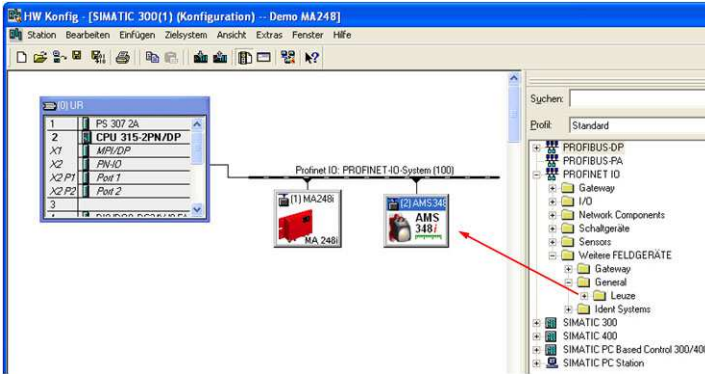 HW Konfig - [SIMATIC 300(1) (Konfiguration) -- Demo MA248]
Station Bearbeiten Einfügen Zielsystem Ansicht Extras Fenster Hilfe
(0) UR
1 PS 307 2A
2 CPU 315-2PN/DP
X1 MPI/DP
X2 PN-IO
X2 P1 Port 1
X2 P2 Port 2
3
Profinet IO: PROFINET-IO-System (100)
(1) MA248i
MA 248i
(2) AMS348
AMS
348i
Suchen:
Profil: Standard
PROFIBUS-DP
PROFIBUS-PA
PROFINET IO
Gateway
I/O
Network Components
Schaltgeräte
Sensors
Weitere FELDGERÄTE
Gateway
General
Leuze
Ident Systems
SIMATIC 300
SIMATIC 400
SIMATIC PC Based Control 300/400
SIMATIC PC Station